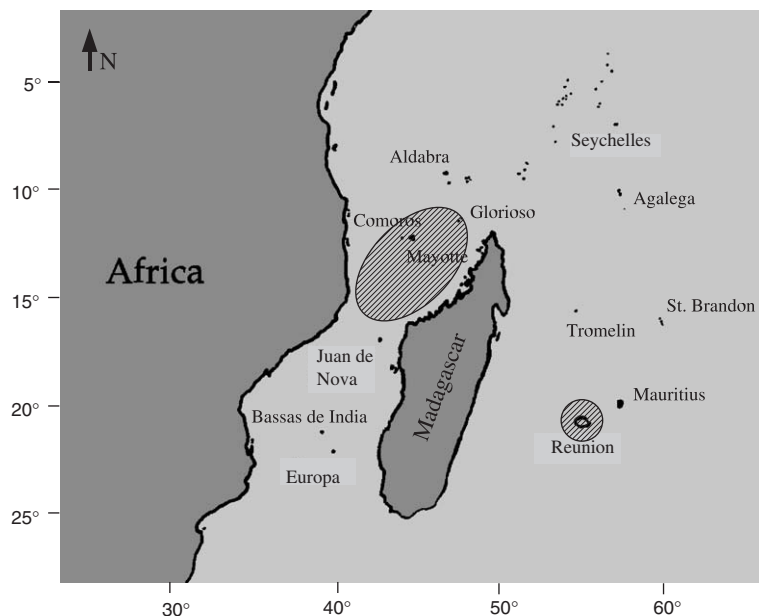 N
5°
Seychelles
Aldabra
10°
Agalega
Glorioso
Comoros
Mayotte
Africa
15°
St. Brandon
Tromelin
Juan de
Nova
Madagascar
Mauritius
20°
Bassas de India
Reunion
Europa
25°
30°
40°
50°
60°